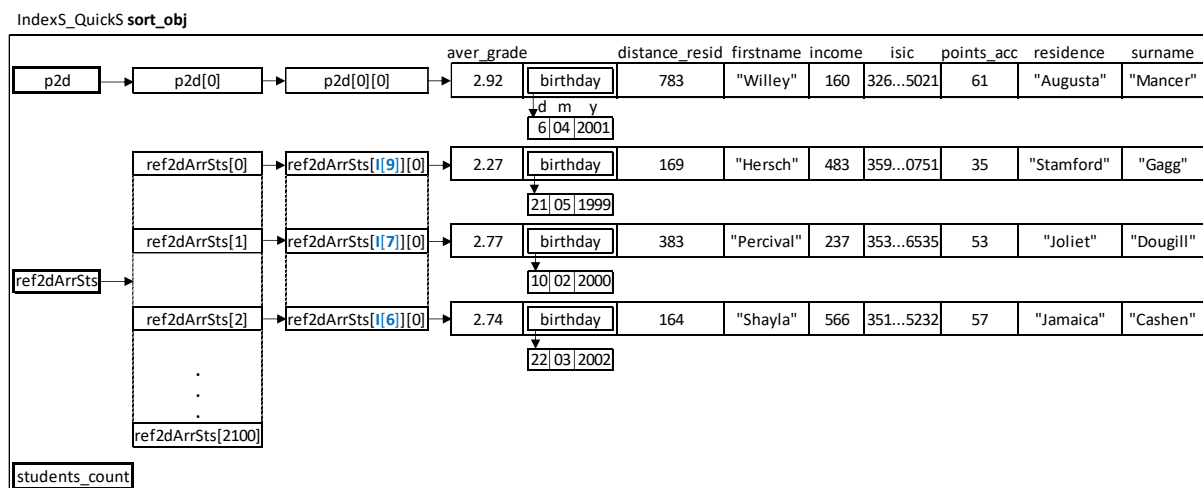 IndexS_QuickS sort_obj
aver_grade distance_resid firstname income isic points_acc residence surname
p2d p2d[0] p2d[0][0] 2.92 birthday 783 "Willey" 160 326...5021 61 "Augusta" "Mancer"
d m y
6 04 2001
ref2dArrSts[0] ref2dArrSts[I[9]][0] 2.27 birthday 169 "Hersch" 483 359...0751 35 "Stamford" "Gagg"
21 05 1999
ref2dArrSts[1] ref2dArrSts[I[7]][0] 2.77 birthday 383 "Percival" 237 353...6535 53 "Joliet" "Dougill"
ref2dArrSts 10 02 2000
ref2dArrSts[2] ref2dArrSts[I[6]][0] 2.74 birthday 164 "Shayla" 566 351...5232 57 "Jamaica" "Cashen"
22 03 2002
.
.
.
ref2dArrSts[2100]
students_count